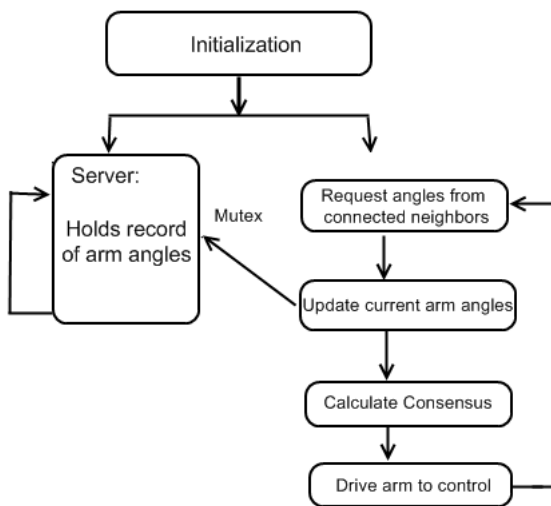 Initialization
Server:
Holds record
of arm angles
Mutex
Request angles from
connected neighbors
Update current arm angles
Calculate Consensus
Drive arm to control